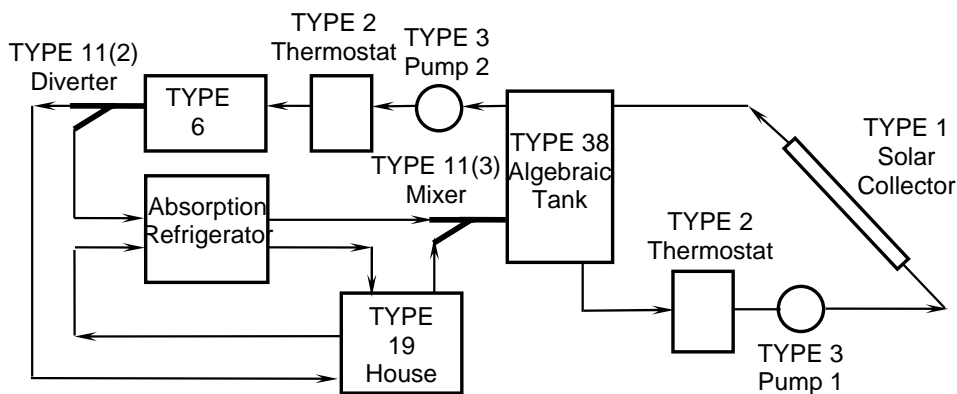 TYPE 11(2)
Diverter
TYPE
6
TYPE 2
Thermostat
TYPE 3
Pump 2
TYPE 38
Algebraic
Tank
TYPE 1
Solar
Collector
TYPE 11(3)
Mixer
Absorption
Refrigerator
TYPE 2
Thermostat
TYPE
19
House
TYPE 3
Pump 1